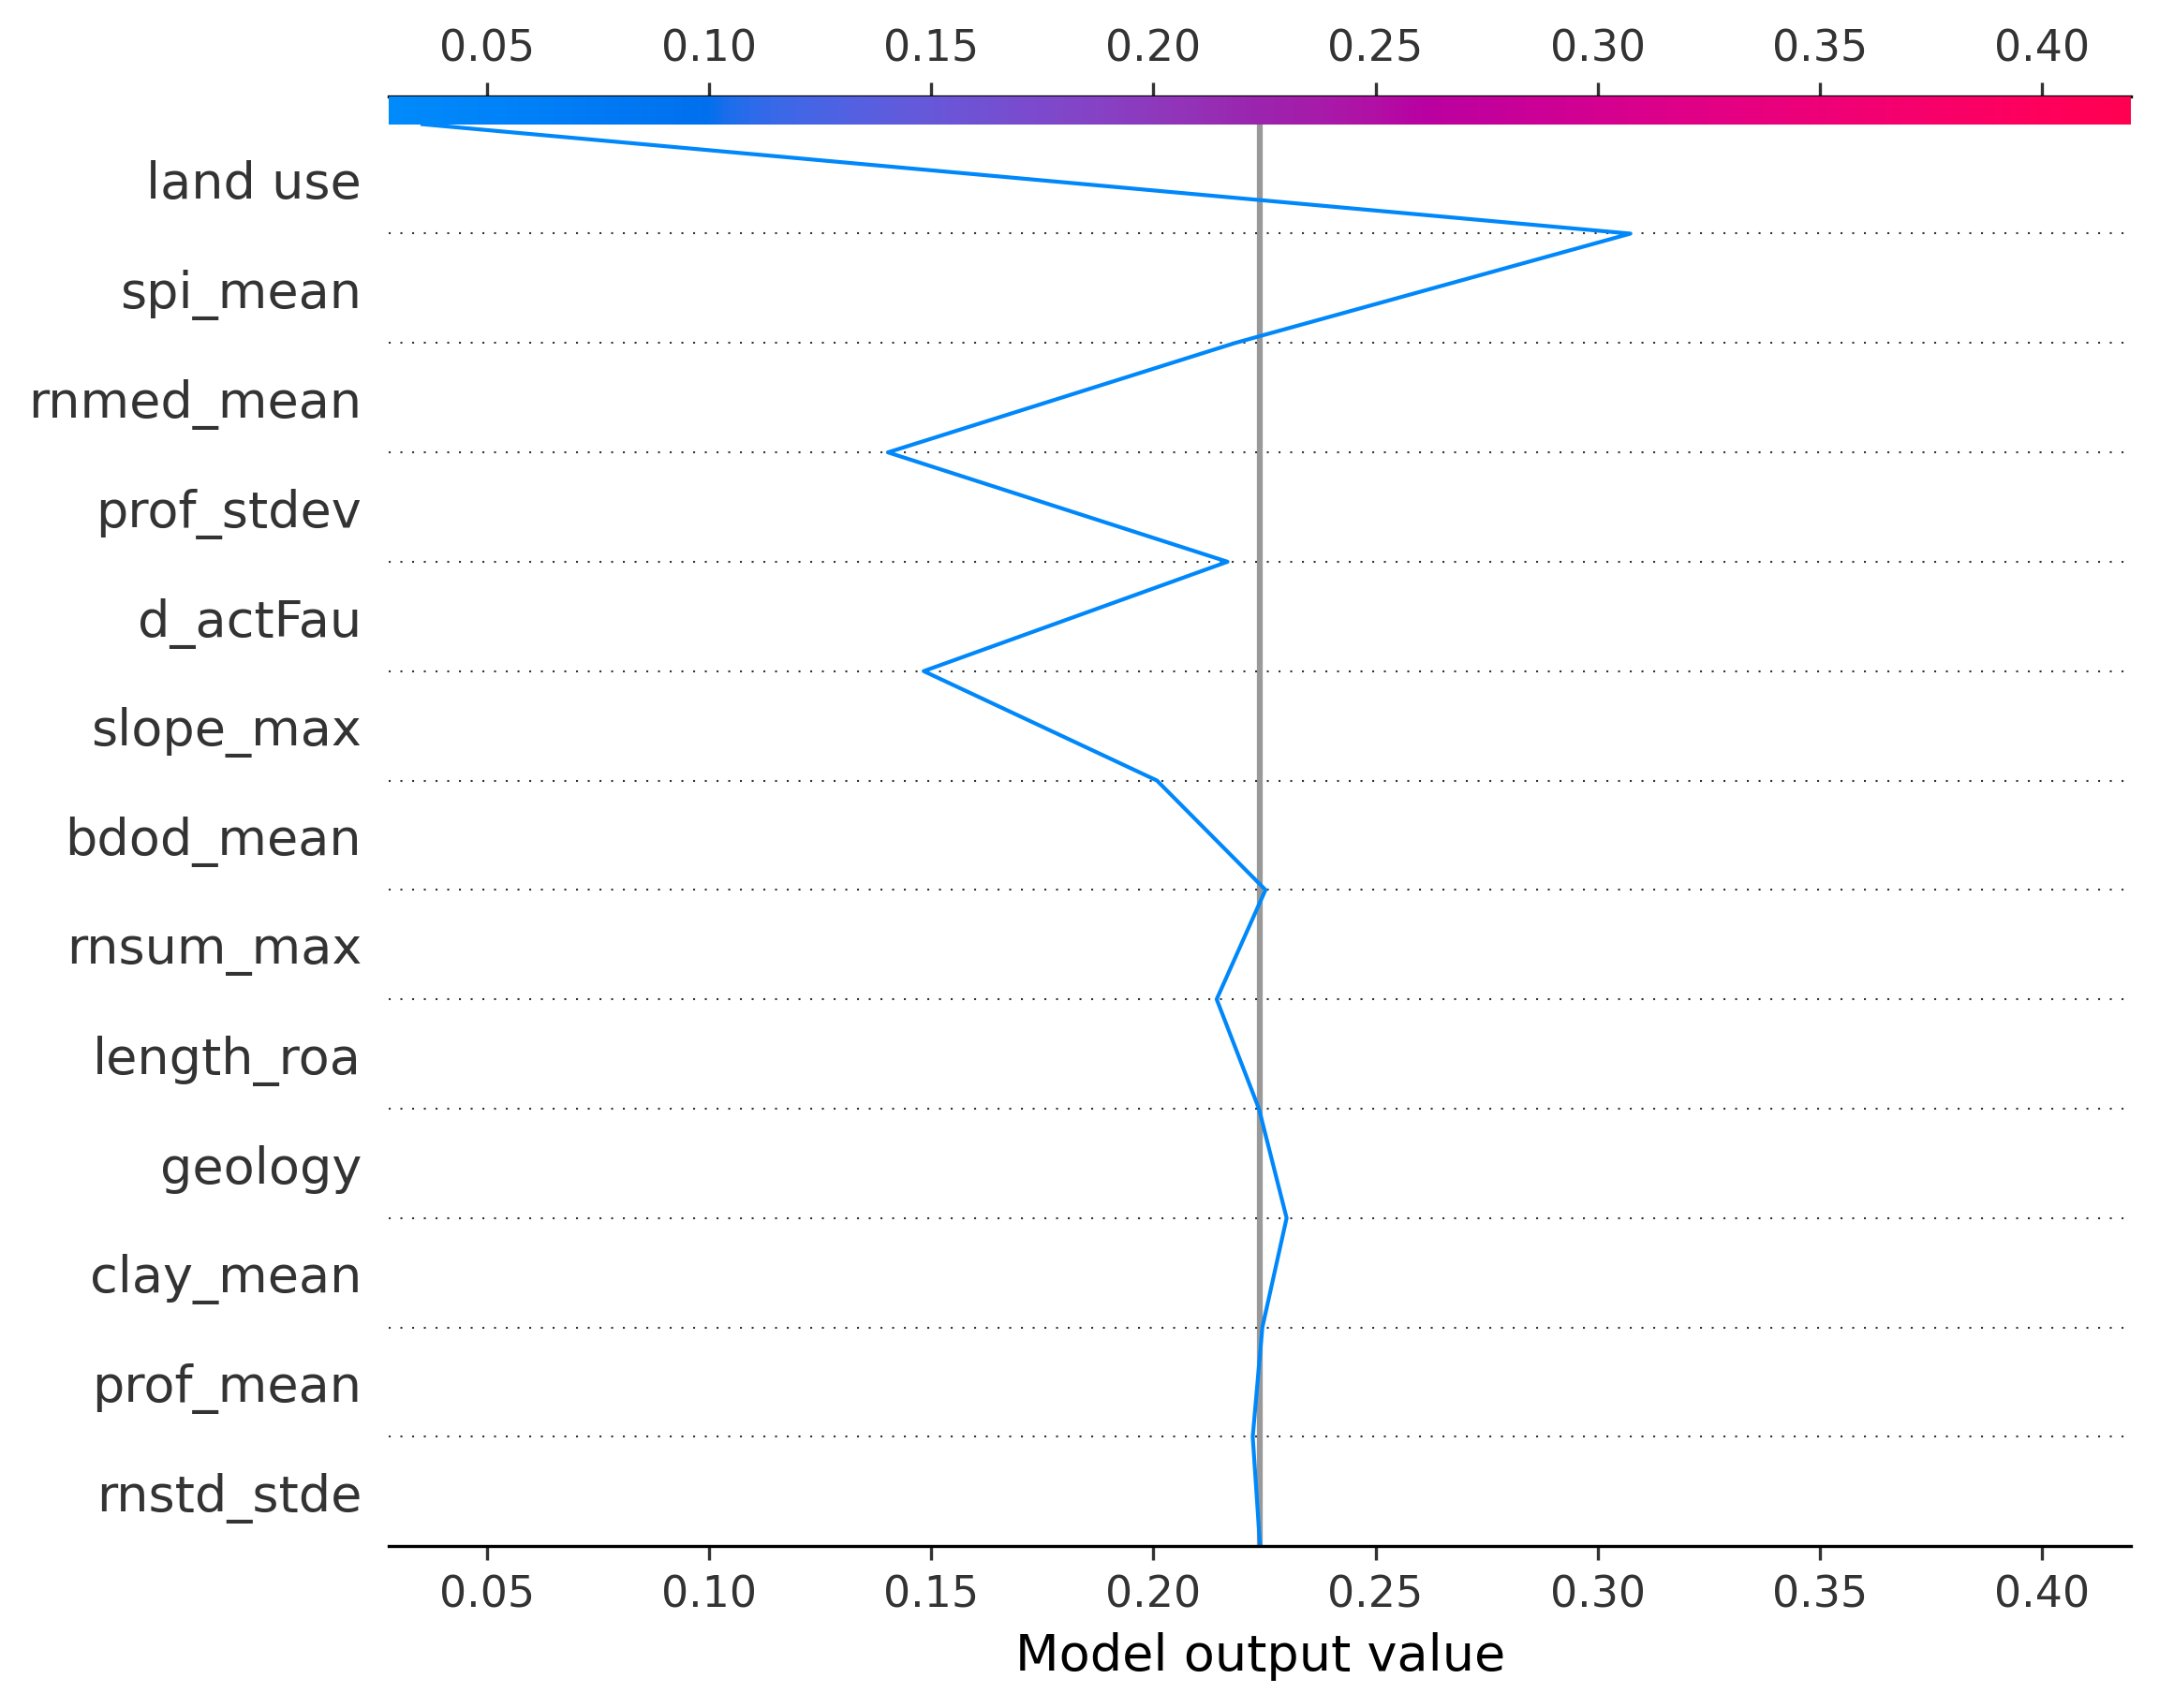 0.05 0.10 0.15 0.20 0.25 0.30 0.35 0.40
land use
spi_mean
rnmed_mean
prof_stdev
d_actFau
slope_max
bdod_mean
rnsum_max
length_roa
geology
clay_mean
prof_mean
rnstd_stde
0.05 0.10 0.15 0.20 0.25 0.30 0.35 0.40
Model output value